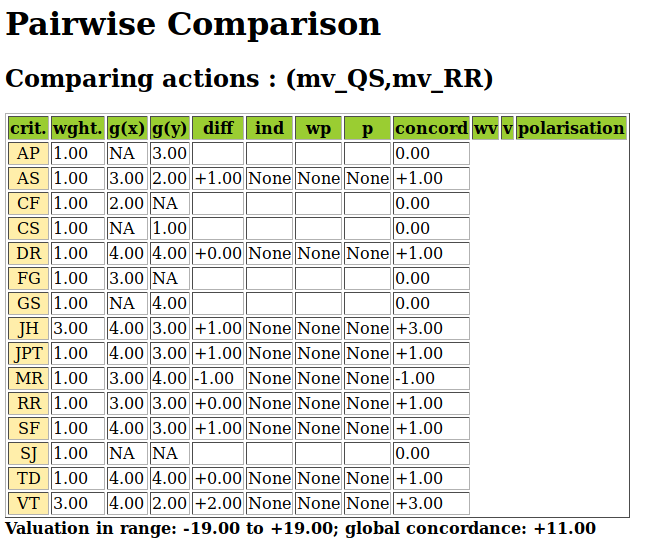 Pairwise Comparison
Comparing actions : (mv_QS,mv_RR)
crit. wght. g(x) g(y) diff ind wp p concord wv v polarisation
AP 1.00 NA 3.00 0.00
AS 1.00 3.00 2.00 +1.00 None None None +1.00
CF 1.00 2.00 NA 0.00
CS 1.00 NA 1.00 0.00
DR 1.00 4.00 4.00 +0.00 None None None +1.00
FG 1.00 3.00 NA 0.00
GS 1.00 NA 4.00 0.00
JH 3.00 4.00 3.00 +1.00 None None None +3.00
JPT 1.00 4.00 3.00 +1.00 None None None +1.00
MR 1.00 3.00 4.00 -1.00 None None None -1.00
RR 1.00 3.00 3.00 +0.00 None None None +1.00
SF 1.00 4.00 3.00 +1.00 None None None +1.00
SJ 1.00 NA NA 0.00
TD 1.00 4.00 4.00 +0.00 None None None +1.00
VT 3.00 4.00 2.00 +2.00 None None None +3.00
Valuation in range: -19.00 to +19.00; global concordance: +11.00